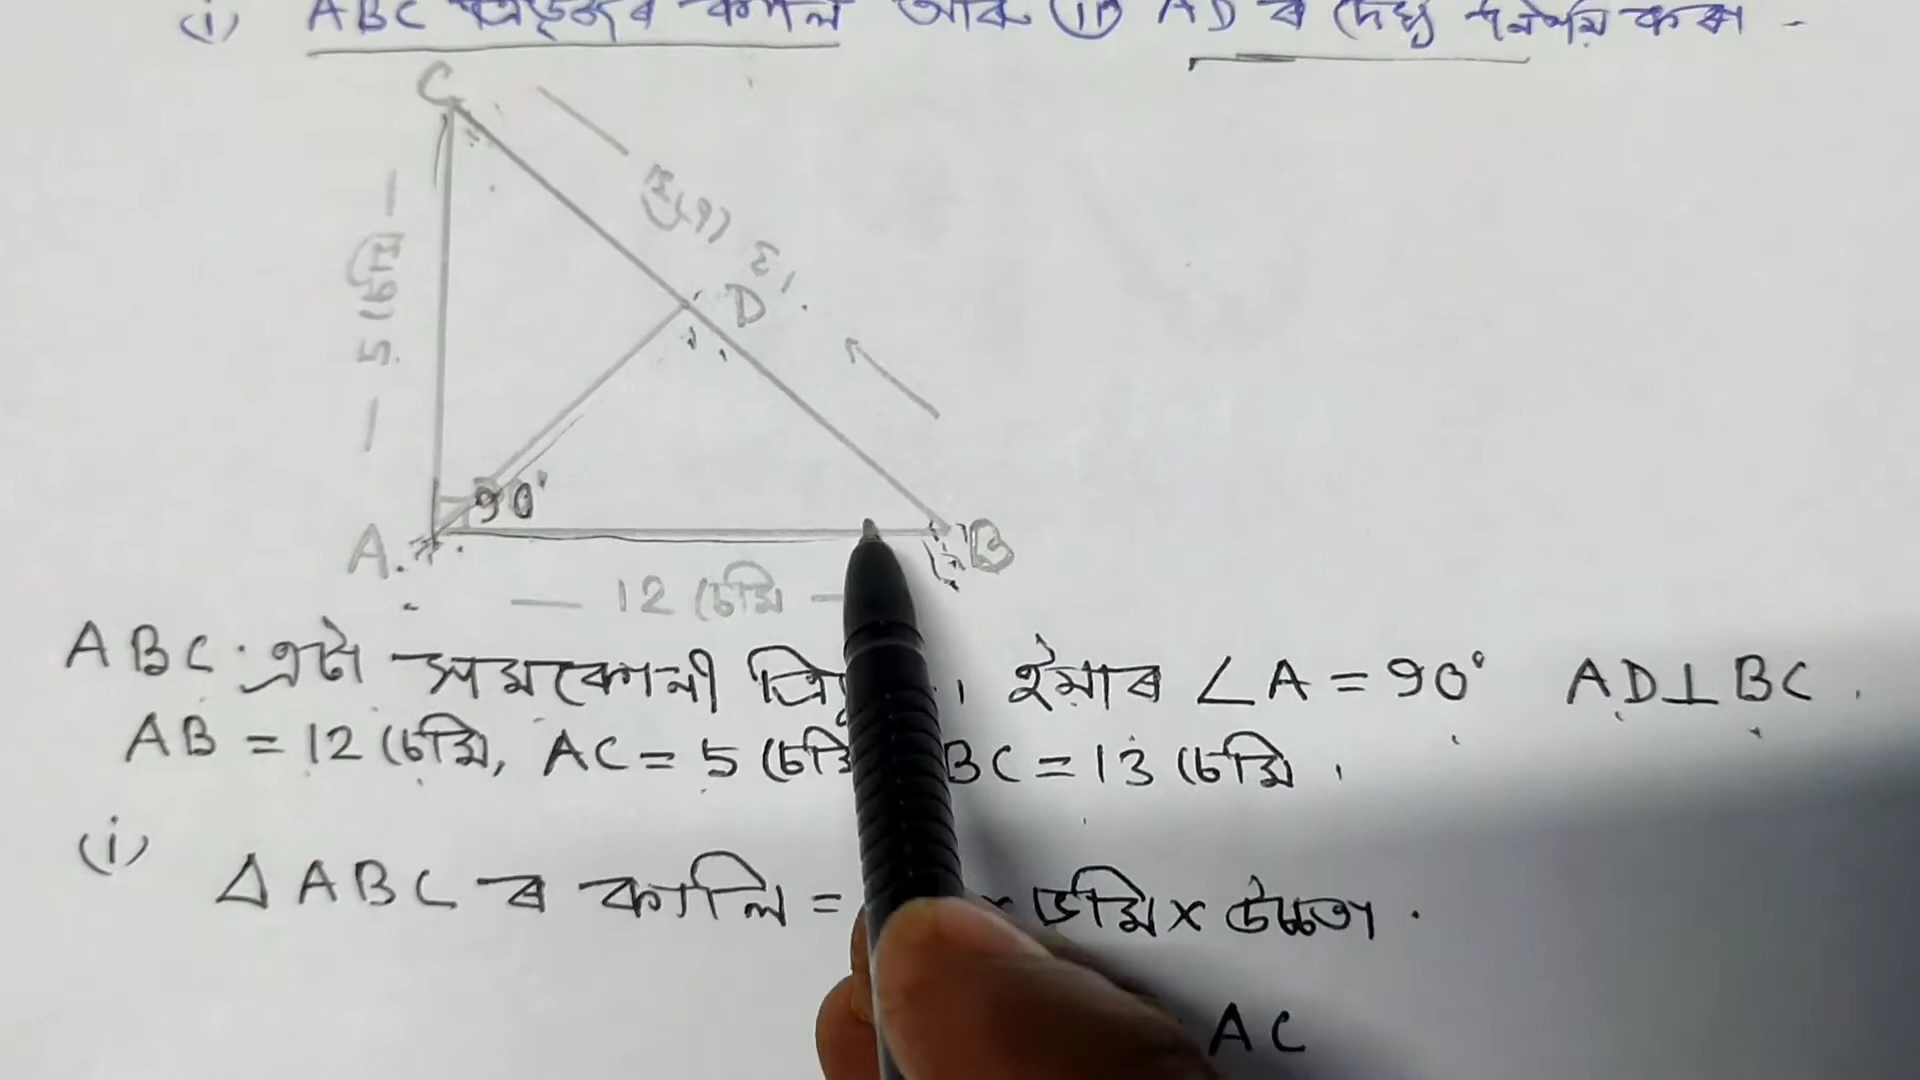 (i) ABC ত্ৰিভুজৰ কালি আৰু (ii) AD ৰ দৈৰ্ঘ্য নিৰ্ণয় কৰা -
C
5 চেমি
13 চেমি
D
90°
A
B
12 চেমি
ABC এটা সমকোনী ইয়াৰ ∠A = 90° AD⊥BC
AB = 12 চেমি, AC = 5 চেমি BC = 13 চেমি
(i)
Δ ABC ৰ কালি = × ভূমি × উচ্চতা
AC